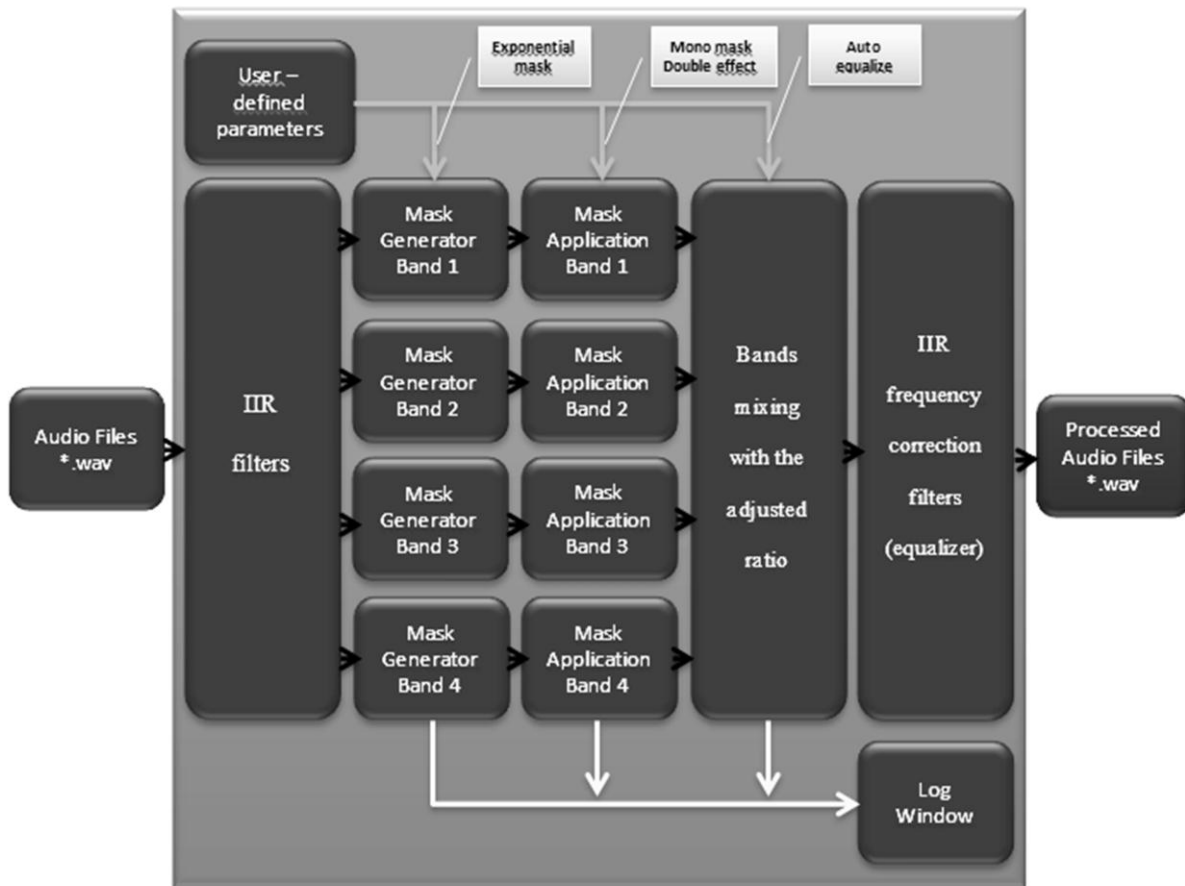 Exponential
mask
Mono mask
Double effect
Auto
equalize
User –
defined
parameters
Audio Files
*.wav
IIR
filters
Mask
Generator
Band 1
Mask
Application
Band 1
Mask
Generator
Band 2
Mask
Application
Band 2
Mask
Generator
Band 3
Mask
Application
Band 3
Mask
Generator
Band 4
Mask
Application
Band 4
Bands
mixing
with the
adjusted
ratio
IIR
frequency
correction
filters
(equalizer)
Processed
Audio Files
*.wav
Log
Window